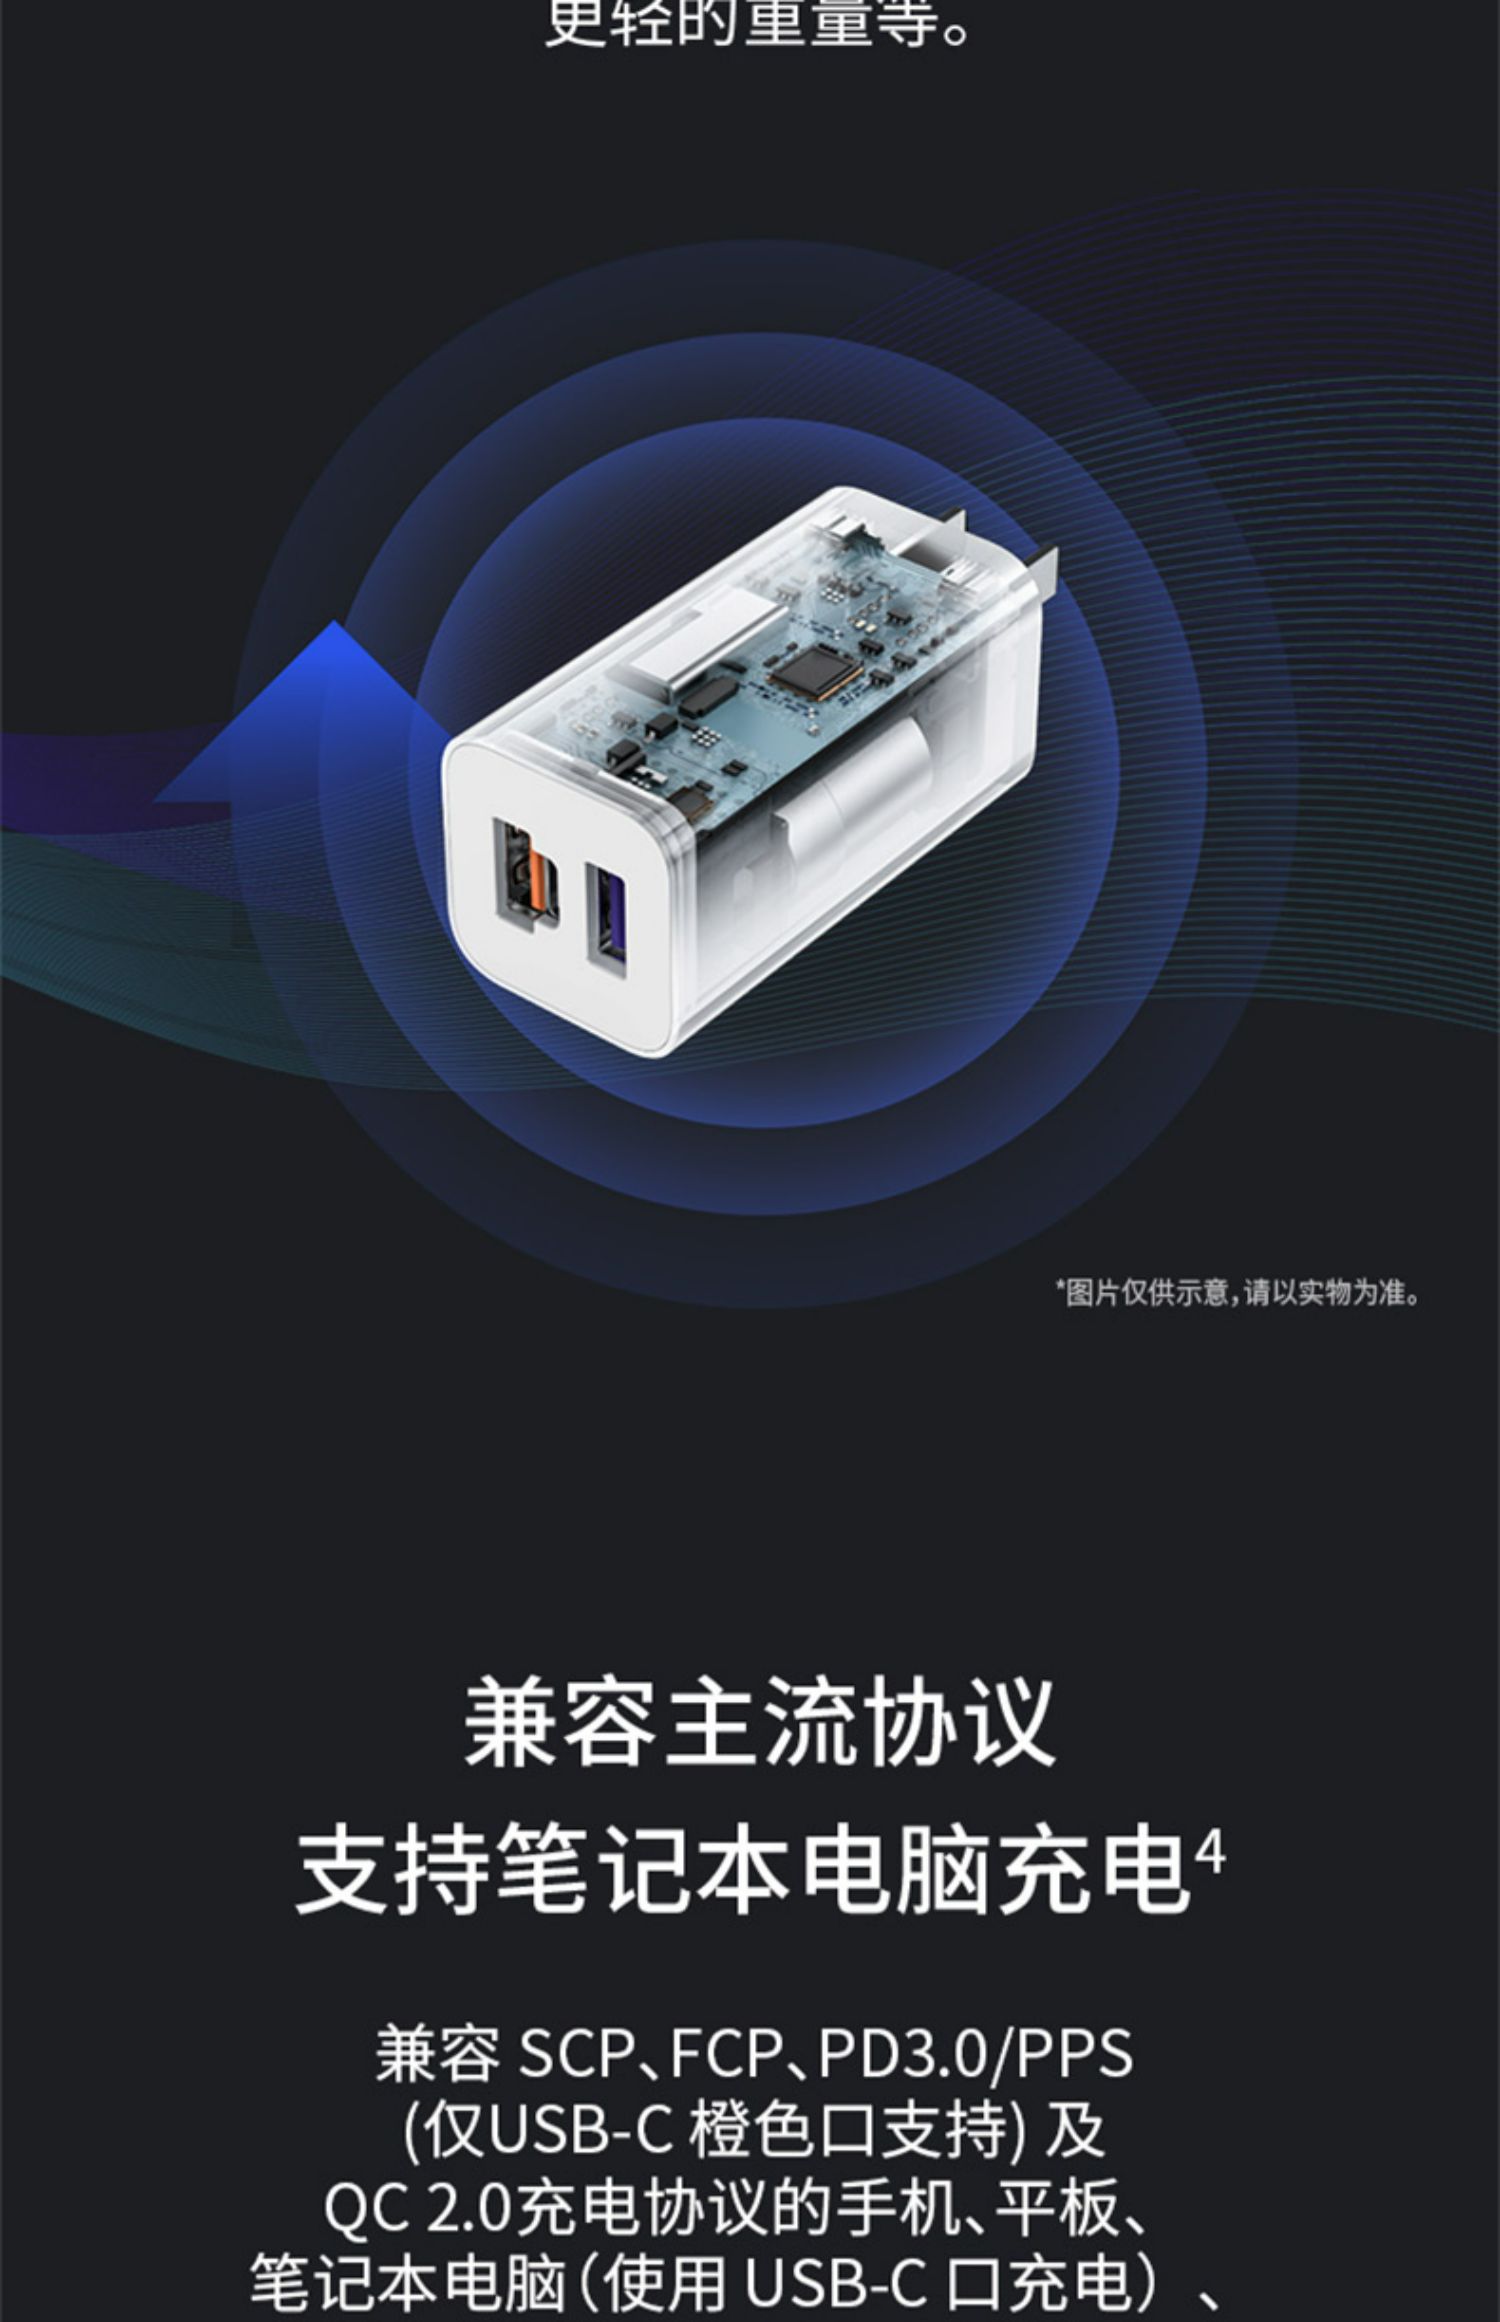 更轻的重量等。
*图片仅供示意，请以实物为准。
兼容主流协议
支持笔记本电脑充电4
兼容 SCP、FCP、PD3.0/PPS
(仅USB-C 橙色口支持) 及
QC 2.0充电协议的手机、平板、
笔记本电脑（使用 USB-C 口充电）、